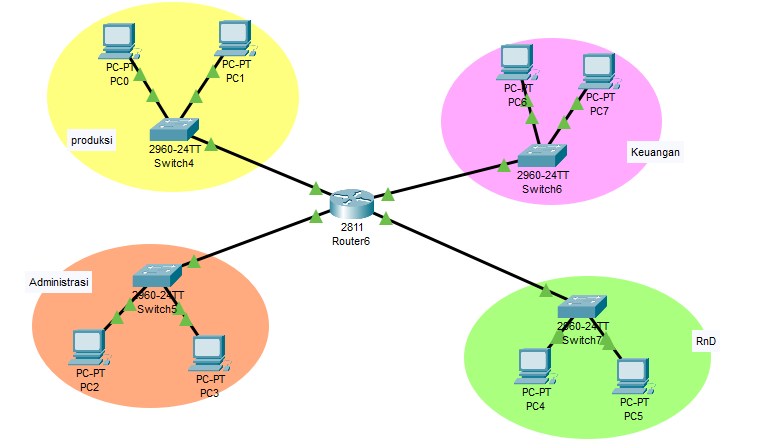 PC-PT
PC0
PC-PT
PC1
produksi
2960-24TT
Switch4
PC-PT
PC6
PC-PT
PC7
2960-24TT
Switch6
Keuangan
2811
Router6
Administrasi
2960-24TT
Switch5
PC-PT
PC2
PC-PT
PC3
2960-24TT
Switch7
RnD
PC-PT
PC4
PC-PT
PC5